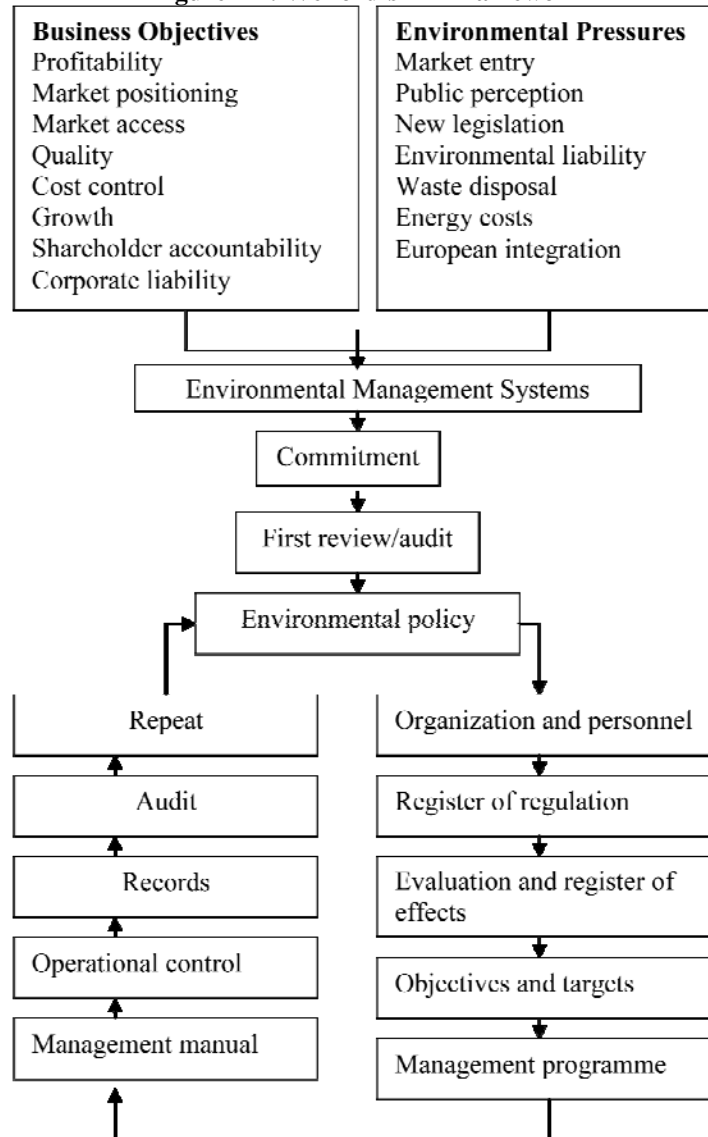 Business Objectives
Profitability
Market positioning
Market access
Quality
Cost control
Growth
Shareholder accountability
Corporate liability
Environmental Pressures
Market entry
Public perception
New legislation
Environmental liability
Waste disposal
Energy costs
European integration
Environmental Management Systems
Commitment
First review/audit
Environmental policy
Repeat
Audit
Records
Operational control
Management manual
Organization and personnel
Register of regulation
Evaluation and register of
effects
Objectives and targets
Management programme